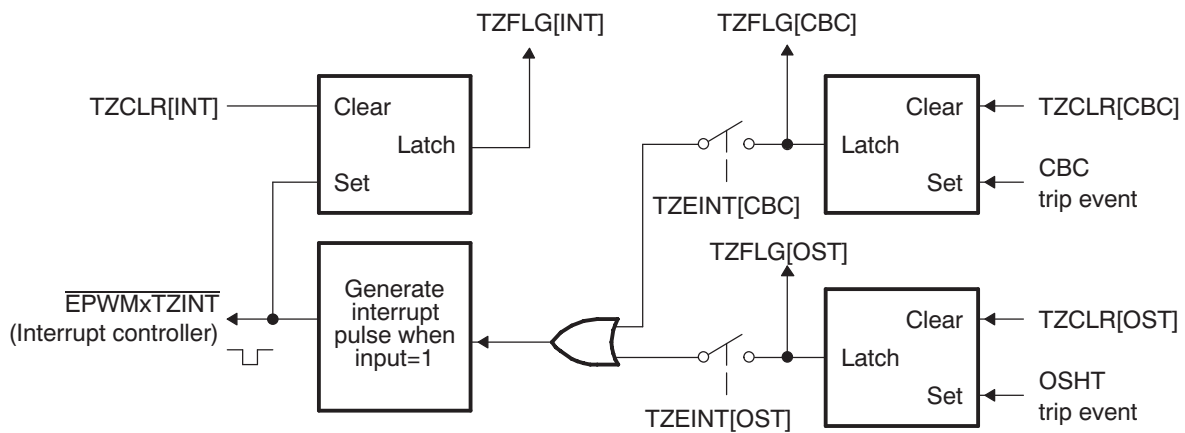 TZFLG[INT]
TZFLG[CBC]
TZCLR[INT]
Clear
Latch
Set
Clear
Latch
Set
TZCLR[CBC]
CBC
trip event
TZEINT[CBC]
TZFLG[OST]
EPWMxTZINT
(Interrupt controller)
Generate
interrupt
pulse when
input=1
Clear
Latch
Set
TZCLR[OST]
OSHT
trip event
TZEINT[OST]